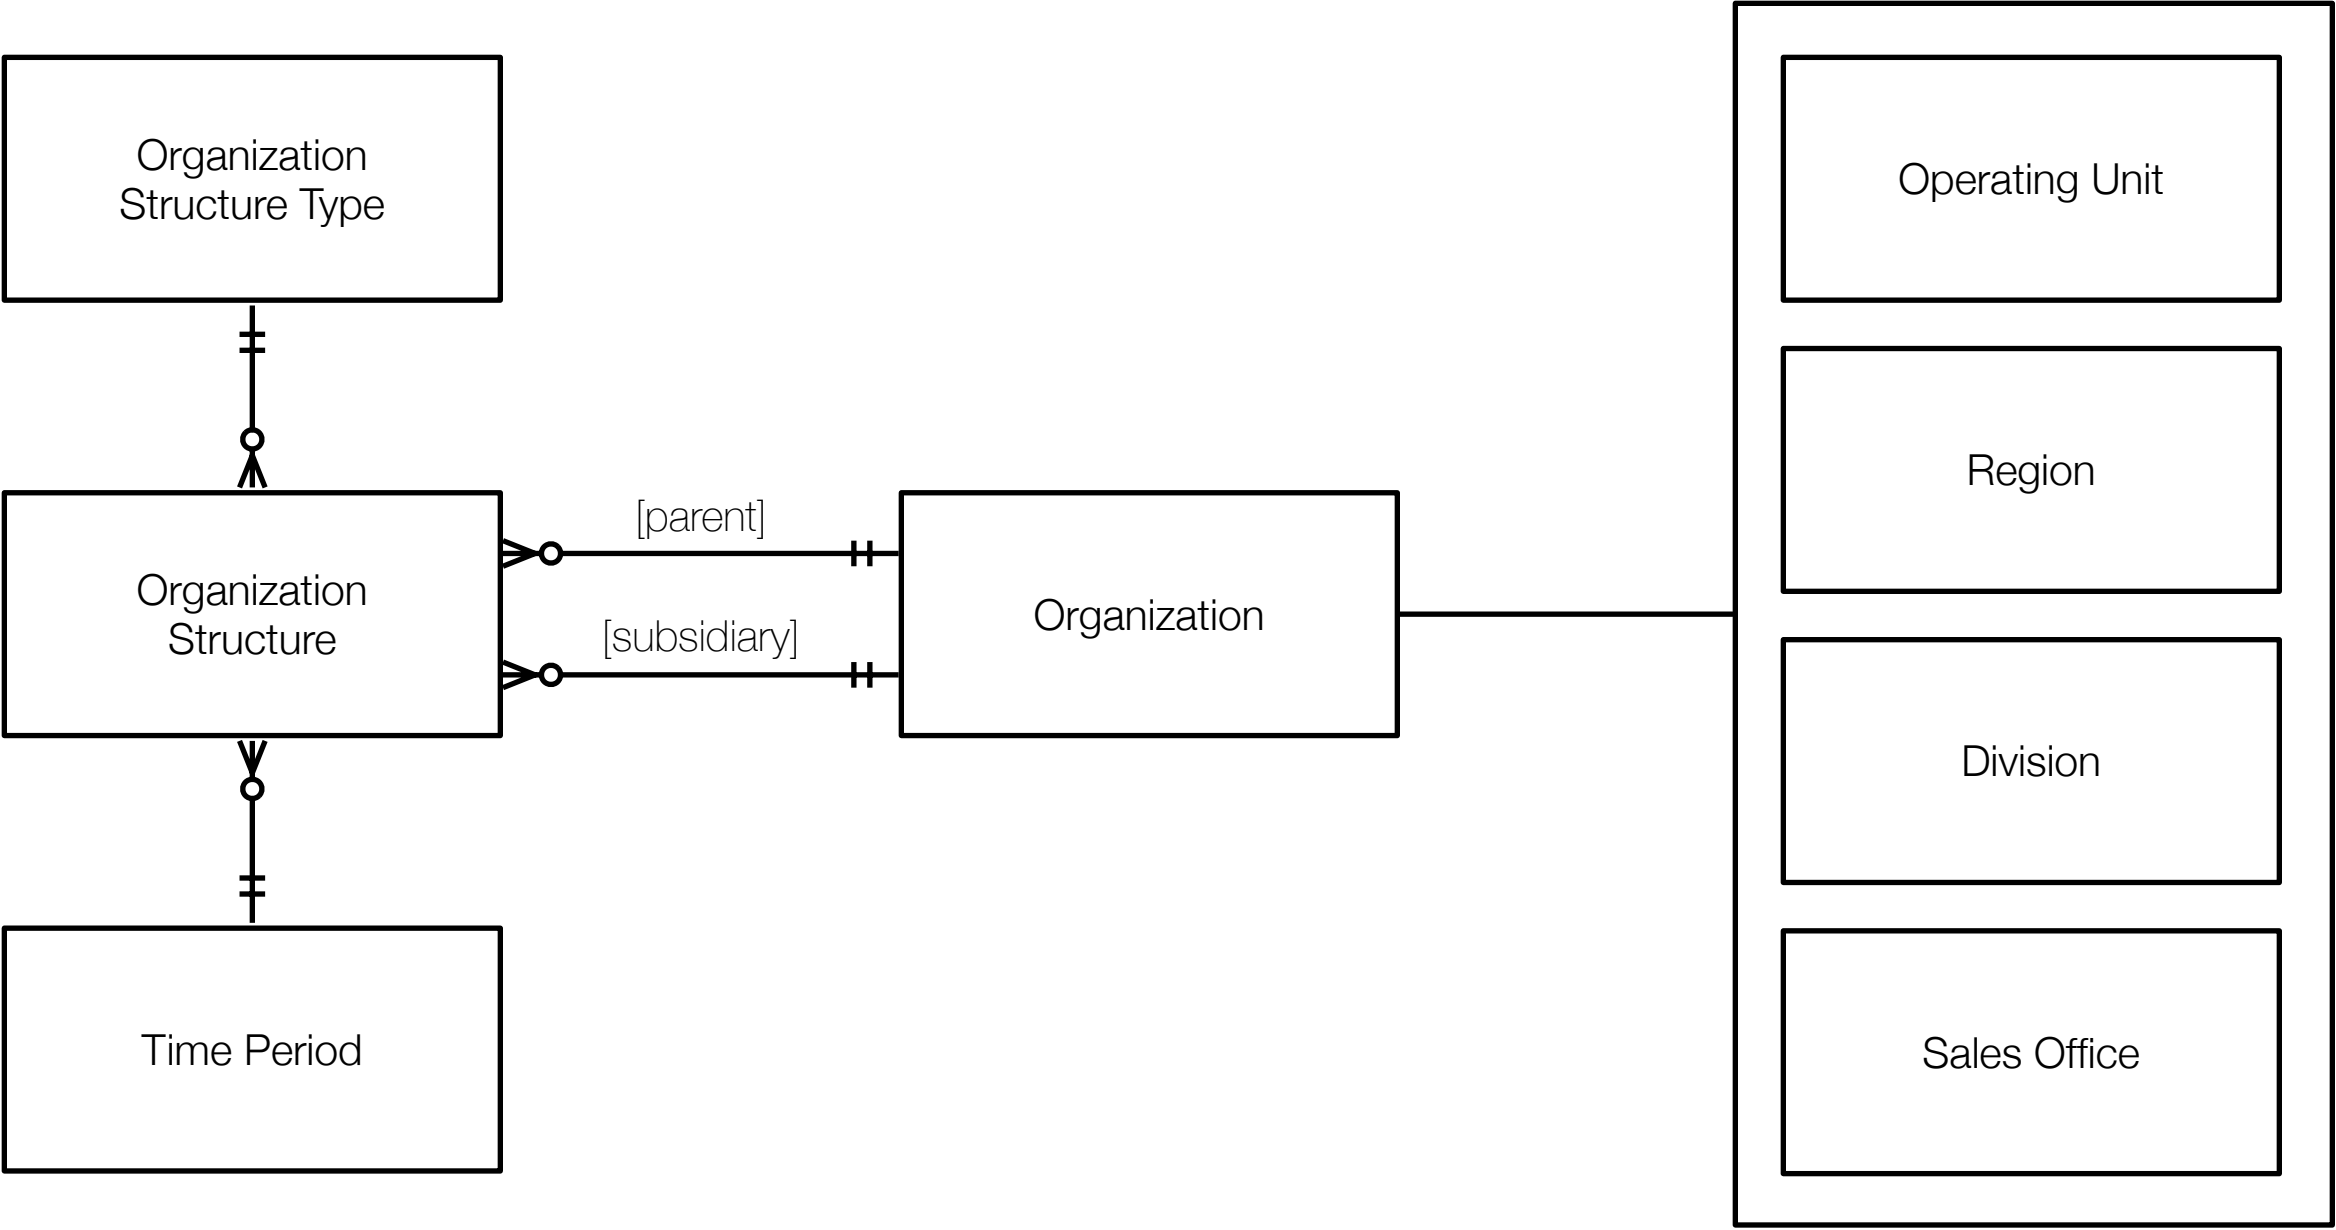 Organization
Structure Type
Organization
Structure
Time Period
[parent]
[subsidiary]
Organization
Operating Unit
Region
Division
Sales Office